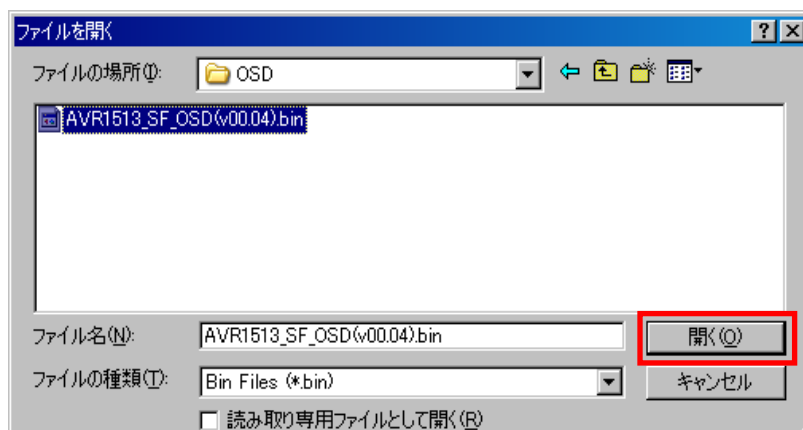 ファイルを開く
ファイルの場所(I): OSD
AVR1513_SF_OSD(v00.04).bin
ファイル名(N): AVR1513_SF_OSD(v00.04).bin 開く(O)
ファイルの種類(T): Bin Files (*.bin) キャンセル
読み取り専用ファイルとして開く(R)